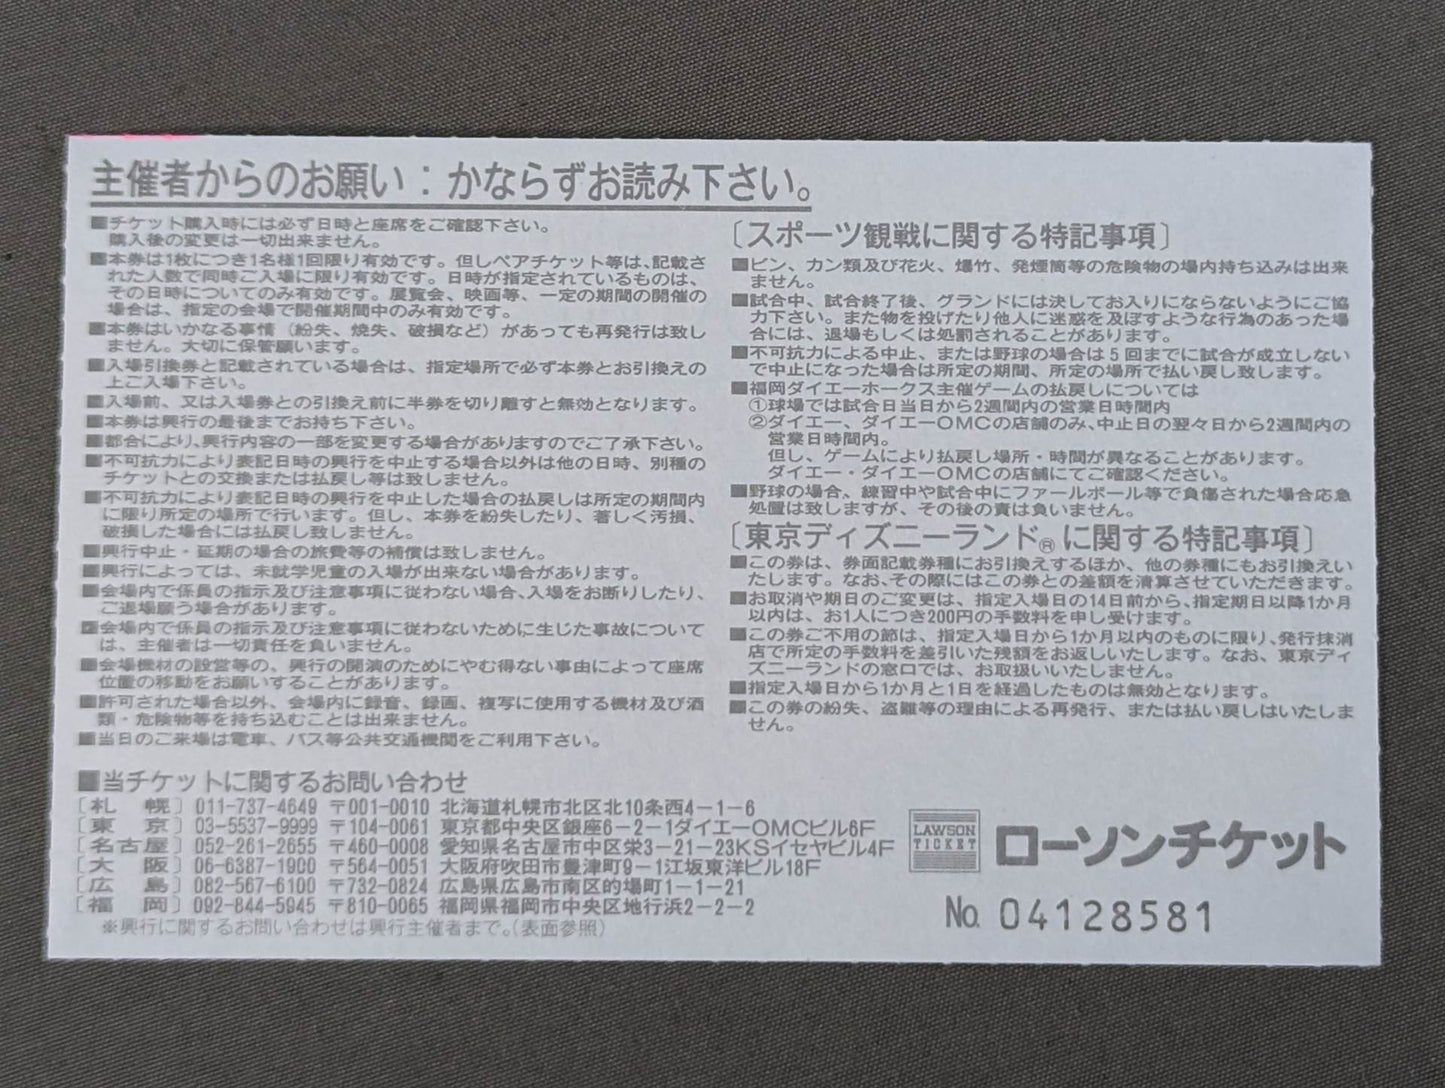 主催者からのお願い：かならずお読み下さい。
■チケット購入時には必ず日時と座席をご確認下さい。
購入後の変更は一切出来ません。
■本券は1枚につき1名様1回限り有効です。但しペアチケット等は、記載さ
れた人数で同時ご入場に限り有効です。日時が指定されているものは、
その日時についてのみ有効です。展覧会、映画等、一定の期間の開催の
場合は、指定の会場で開催期間中のみ有効です。
■本券はいかなる事情（紛失、焼失、破損など）があっても再発行は致し
ません。大切に保管願います。
■入場引換券と記載されている場合は、指定場所で必ず本券とお引換えの
上ご入場下さい。
■入場前、又は入場券との引換え前に半券を切り離すと無効となります。
■本券は興行の最後までお持ち下さい。
■都合により、興行内容の一部を変更する場合がありますのでご了承下さい。
■不可抗力により表記日時の興行を中止する場合以外は他の日時、別種の
チケットとの交換または払戻し等は致しません。
■不可抗力により表記日時の興行を中止した場合の払戻しは所定の期間内
に限り所定の場所で行います。但し、本券を紛失したり、著しく汚損、
破損した場合には払戻し致しません。
■興行中止・延期の場合の旅費等の補償は致しません。
■興行によっては、未就学児童の入場が出来ない場合があります。
■会場内で係員の指示及び注意事項に従わない場合、入場をお断りしたり、
ご退場願う場合があります。
■会場内で係員の指示及び注意事項に従わないために生じた事故について
は、主催者は一切責任を負いません。
■会場機材の設営等の、興行の開演のためにやむ得ない事由によって座席
位置の移動をお願いすることがあります。
■許可された場合以外、会場内に録音、録画、複写に使用する機材及び酒
類・危険物等を持ち込むことは出来ません。
■当日のご来場は電車、バス等公共交通機関をご利用下さい。
〔スポーツ観戦に関する特記事項〕
■ビン、カン類及び花火、爆竹、発煙筒等の危険物の場内持ち込みは出来
ません。
■試合中、試合終了後、グランドには決してお入りにならないようにご協
力下さい。また物を投げたり他人に迷惑を及ぼすような行為のあった場
合には、退場もしくは処罰されることがあります。
■不可抗力による中止、または野球の場合は5回までに試合が成立しない
で中止になった場合は所定の期間、所定の場所で払い戻し致します。
■福岡ダイエーホークス主催ゲームの払戻しについては
①球場では試合日当日から2週間内の営業日時間内
②ダイエー、ダイエーOMCの店舗のみ、中止日の翌々日から2週間内の
営業日時間内。
但し、ゲームにより払戻し場所・時間が異なることがあります。
ダイエー・ダイエーOMCの店舗にてご確認ください。
■野球の場合、練習中や試合中にファールボール等で負傷された場合応急
処置は致しますが、その後の責は負いません。
〔東京ディズニーランド®に関する特記事項〕
■この券は、券面記載券種にお引換えするほか、他の券種にもお引換えい
たします。なお、その際にはこの券との差額を清算させていただきます。
■お取消や期日のご変更は、指定入場日の14日前から、指定期日以降1か月
以内は、お1人につき200円の手数料を申し受けます。
■この券ご不用の節は、指定入場日から1か月以内のものに限り、発行抹消
店で所定の手数料を差引いた残額をお返しいたします。なお、東京ディ
ズニーランドの窓口では、お取扱いいたしません。
■指定入場日から1か月と1日を経過したものは無効となります。
■この券の紛失、盗難等の理由による再発行、または払い戻しはいたしま
せん。
■当チケットに関するお問い合わせ
〔札　幌〕011-737-4649 〒001-0010 北海道札幌市北区北10条西4－1－6
〔東　京〕03-5537-9999 〒104-0061 東京都中央区銀座6－2－1ダイエーOMCビル6F
〔名古屋〕052-261-2655 〒460-0008 愛知県名古屋市中区栄3－21－23KSイセヤビル4F
〔大　阪〕06-6387-1900 〒564-0051 大阪府吹田市豊津町9－1江坂東洋ビル18F
〔広　島〕082-567-6100 〒732-0824 広島県広島市南区的場町1－1－21
〔福　岡〕092-844-5945 〒810-0065 福岡県福岡市中央区地行浜2－2－2
※興行に関するお問い合わせは興行主催者まで。（表面参照）
LAWSON
TICKET
ローソンチケット
No. 04128581